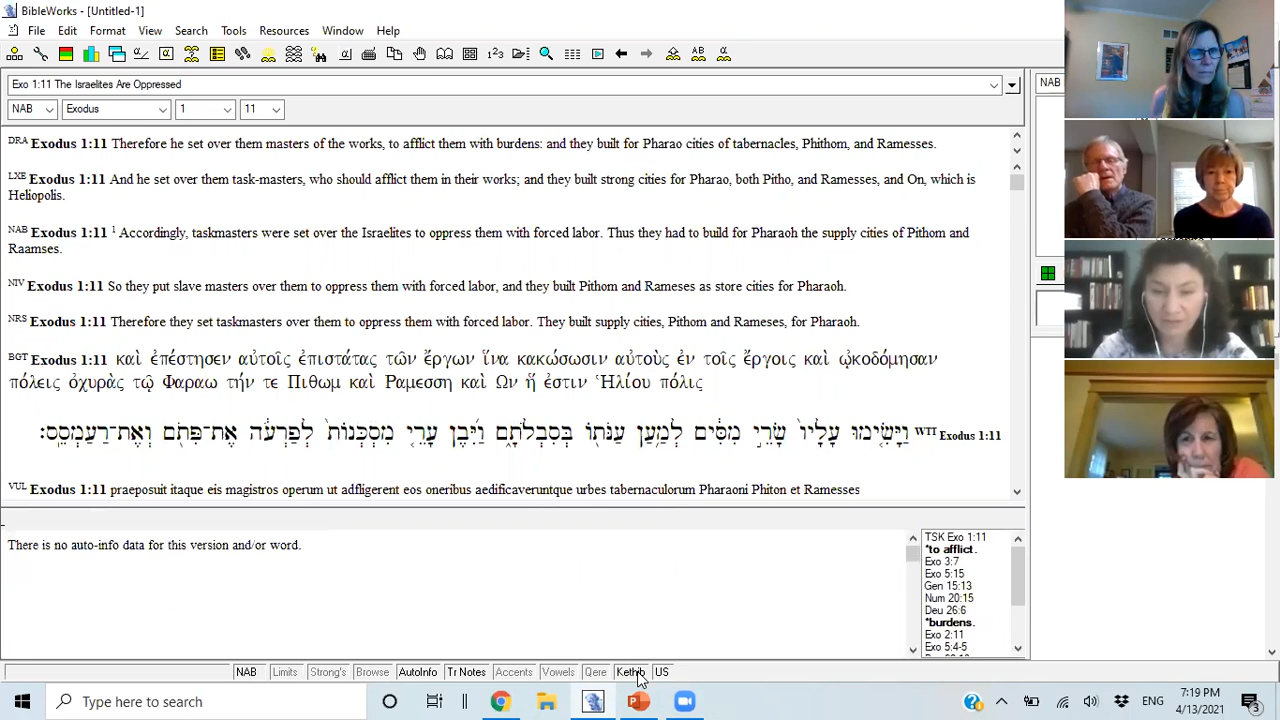 BibleWorks - [Untitled-1]
File Edit Format View Search Tools Resources Window Help
Exo 1:11 The Israelites Are Oppressed
NAB Exodus 1 11
NAB
DRA Exodus 1:11 Therefore he set over them masters of the works, to afflict them with burdens: and they built for Pharao cities of tabernacles, Phithom, and Ramesses.
LXE Exodus 1:11 And he set over them task-masters, who should afflict them in their works; and they built strong cities for Pharao, both Pitho, and Ramesses, and On, which is
Heliopolis.
NAB Exodus 1:11 1 Accordingly, taskmasters were set over the Israelites to oppress them with forced labor. Thus they had to build for Pharaoh the supply cities of Pithom and
Raamses.
NIV Exodus 1:11 So they put slave masters over them to oppress them with forced labor, and they built Pithom and Rameses as store cities for Pharaoh.
NRS Exodus 1:11 Therefore they set taskmasters over them to oppress them with forced labor. They built supply cities, Pithom and Rameses, for Pharaoh.
BGT Exodus 1:11 καὶ ἐπέστησεν αὐτοῖς ἐπιστάτας τῶν ἔργων ἵνα κακώσωσιν αὐτοὺς ἐν τοῖς ἔργοις καὶ ᾠκοδόμησαν
πόλεις ὀχυρὰς τῷ Φαραω τήν τε Πιθωμ καὶ Ραμεσση καὶ Ων ἥ ἐστιν Ἡλίου πόλις
WTT Exodus 1:11 וַיָּשִׂ֤ימוּ עָלָיו֙ שָׂרֵ֣י מִסִּ֔ים לְמַ֥עַן עַנֹּת֖וֹ בְּסִבְלֹתָ֑ם וַיִּ֜בֶן עָרֵ֤י מִסְכְּנוֹת֙ לְפַרְעֹ֔ה אֶת־פִּתֹ֖ם וְאֶת־רַעַמְסֵֽס׃
VUL Exodus 1:11 praeposuit itaque eis magistros operum ut adfligerent eos oneribus aedificaveruntque urbes tabernaculorum Pharaoni Phiton et Ramesses
There is no auto-info data for this version and/or word.
TSK Exo 1:11
*to afflict.
Exo 3:7
Exo 5:15
Gen 15:13
Num 20:15
Deu 26:6
*burdens.
Exo 2:11
Exo 5:4-5
NAB Limits Strong's Browse AutoInfo Tr Notes Accents Vowels Qere Kethib US
Type here to search
ENG
7:19 PM
4/13/2021
3